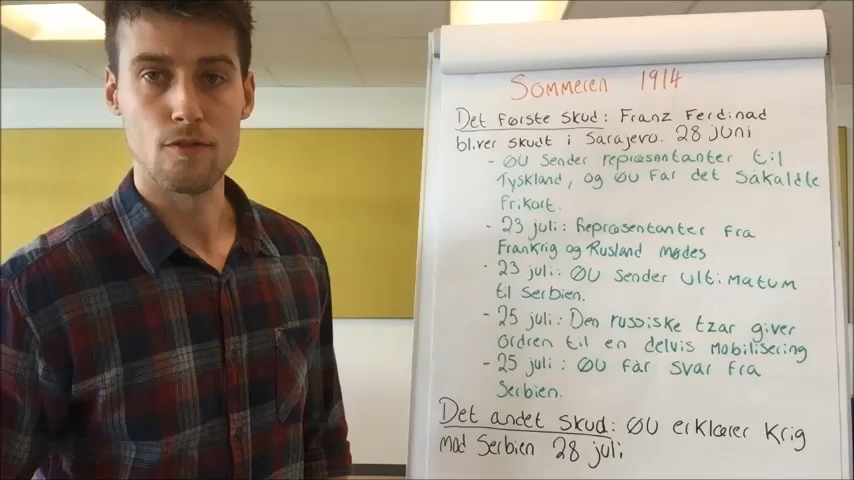 Sommeren 1914
Det første skud: Franz Ferdinad
bliver skudt i Sarajevo. 28 juni
- ØU Sender repræsentanter til
Tyskland, og ØU Får det såkaldte
Frikort.
- 23 juli: Repræsentanter fra
Frankrig og Rusland mødes
- 23 juli: ØU Sender Ultimatum
til Serbien.
- 25 juli: Den russiske tzar giver
Ordren til en delvis Mobilisering
- 25 juli: ØU får svar fra
Serbien.
Det andet skud: ØU erklærer Krig
mod Serbien 28 juli